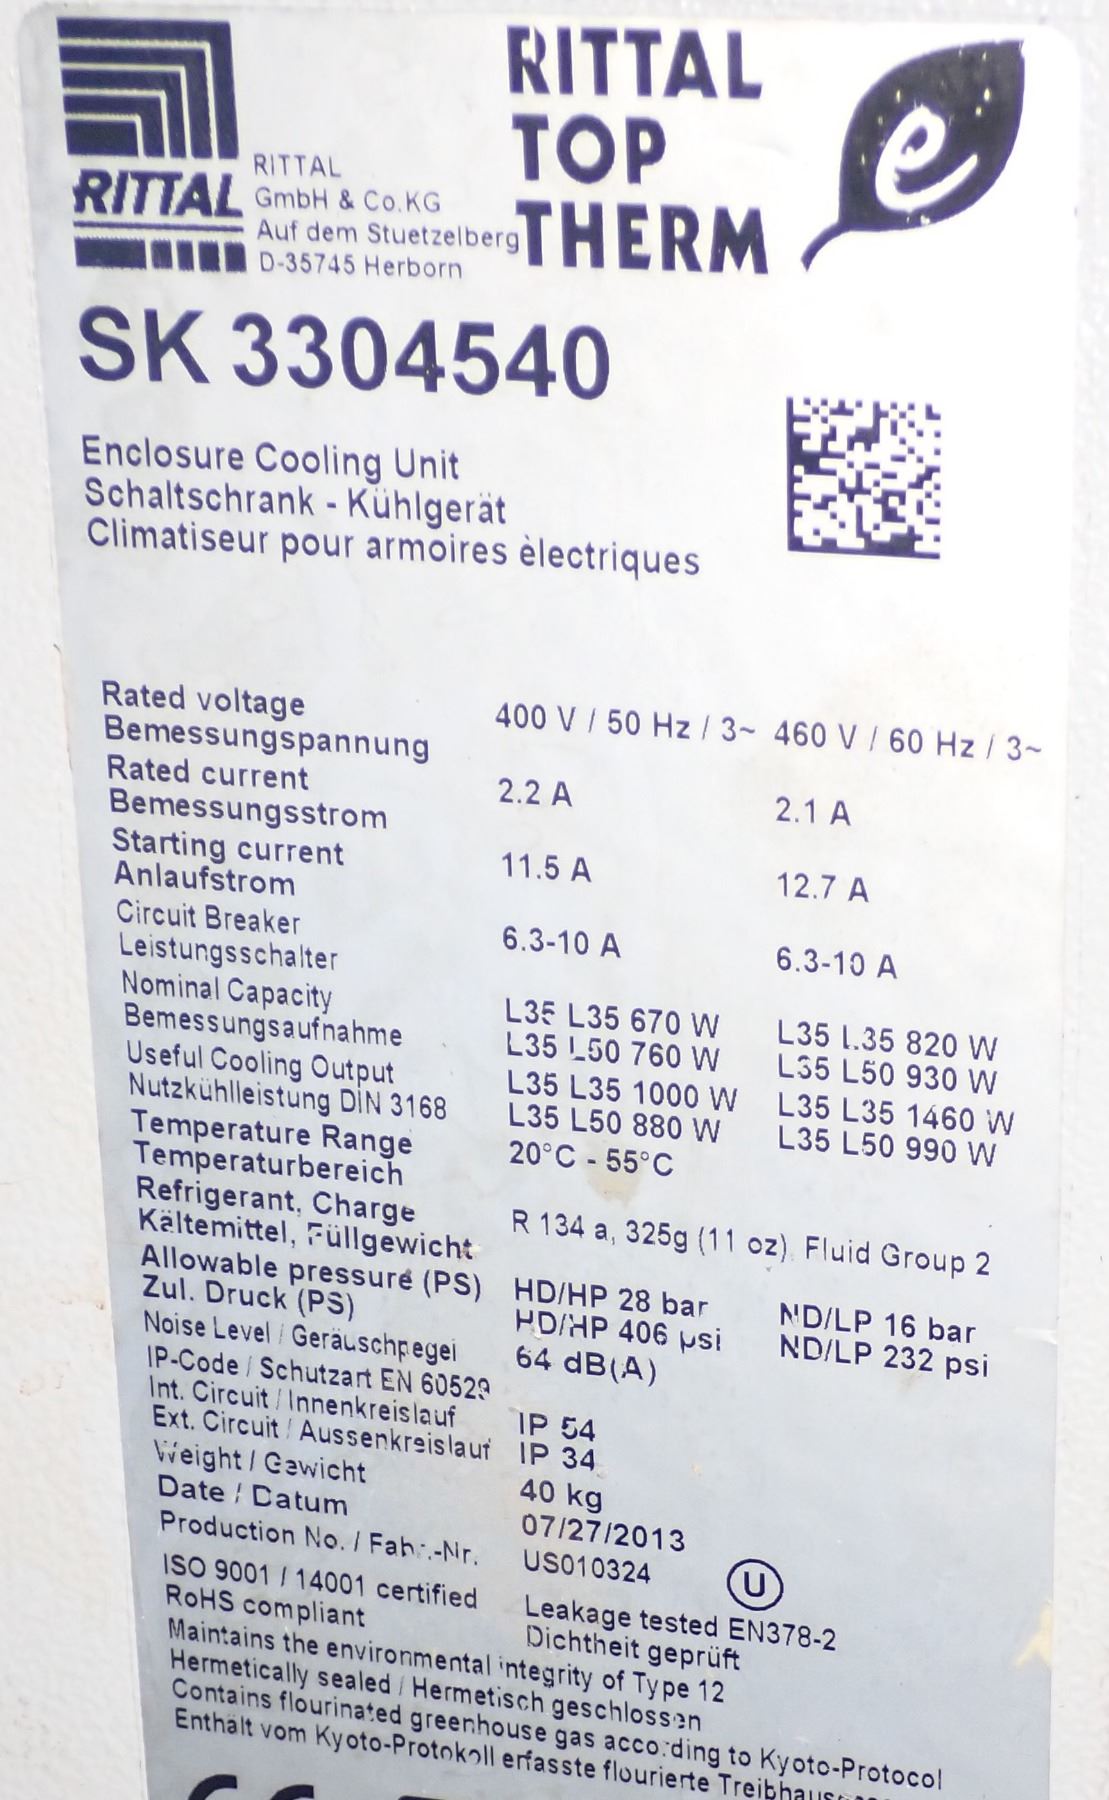 RITTAL
RITTAL
GmbH & Co.KG
Auf dem Stuetzelberg
D-35745 Herborn
RITTAL
TOP
THERM
e
SK 3304540
Enclosure Cooling Unit
Schaltschrank - Kühlgerät
Climatiseur pour armoires èlectriques
Rated voltage
Bemessungspannung
400 V / 50 Hz / 3~ 460 V / 60 Hz / 3~
Rated current
Bemessungsstrom
2.2 A 2.1 A
Starting current
Anlaufstrom
11.5 A 12.7 A
Circuit Breaker
Leistungsschalter
6.3-10 A 6.3-10 A
Nominal Capacity
Bemessungsaufnahme
L35 L35 670 W L35 L35 820 W
L35 L50 760 W L35 L50 930 W
Useful Cooling Output
Nutzkühlleistung DIN 3168
L35 L35 1000 W L35 L35 1460 W
L35 L50 880 W L35 L50 990 W
Temperature Range
Temperaturbereich
20°C - 55°C
Refrigerant, Charge
Kältemittel, Füllgewicht
R 134 a, 325g (11 oz), Fluid Group 2
Allowable pressure (PS)
Zul. Druck (PS)
HD/HP 28 bar ND/LP 16 bar
HD/HP 406 psi ND/LP 232 psi
Noise Level / Geräuschpegel 64 dB(A)
IP-Code / Schutzart EN 60529
Int. Circuit / Innenkreislauf IP 54
Ext. Circuit / Aussenkreislauf IP 34
Weight / Gewicht 40 kg
Date / Datum 07/27/2013
Production No. / Fabr.-Nr. US010324
U
ISO 9001 / 14001 certified Leakage tested EN378-2
RoHS compliant Dichtheit geprüft
Maintains the environmental integrity of Type 12
Hermetically sealed / Hermetisch geschlossen
Contains flourinated greenhouse gas according to Kyoto-Protocol
Enthält vom Kyoto-Protokoll erfasste flourierte